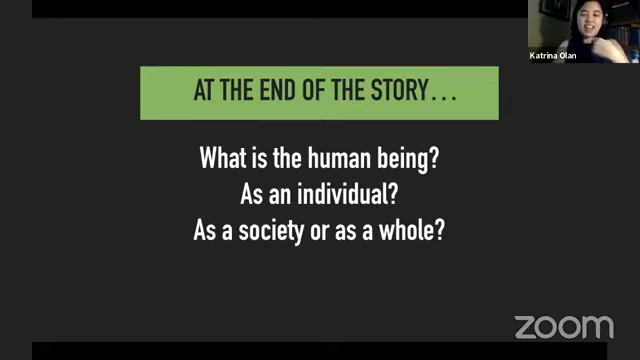 Katrina Olan
AT THE END OF THE STORY...
What is the human being?
As an individual?
As a society or as a whole?
zoom